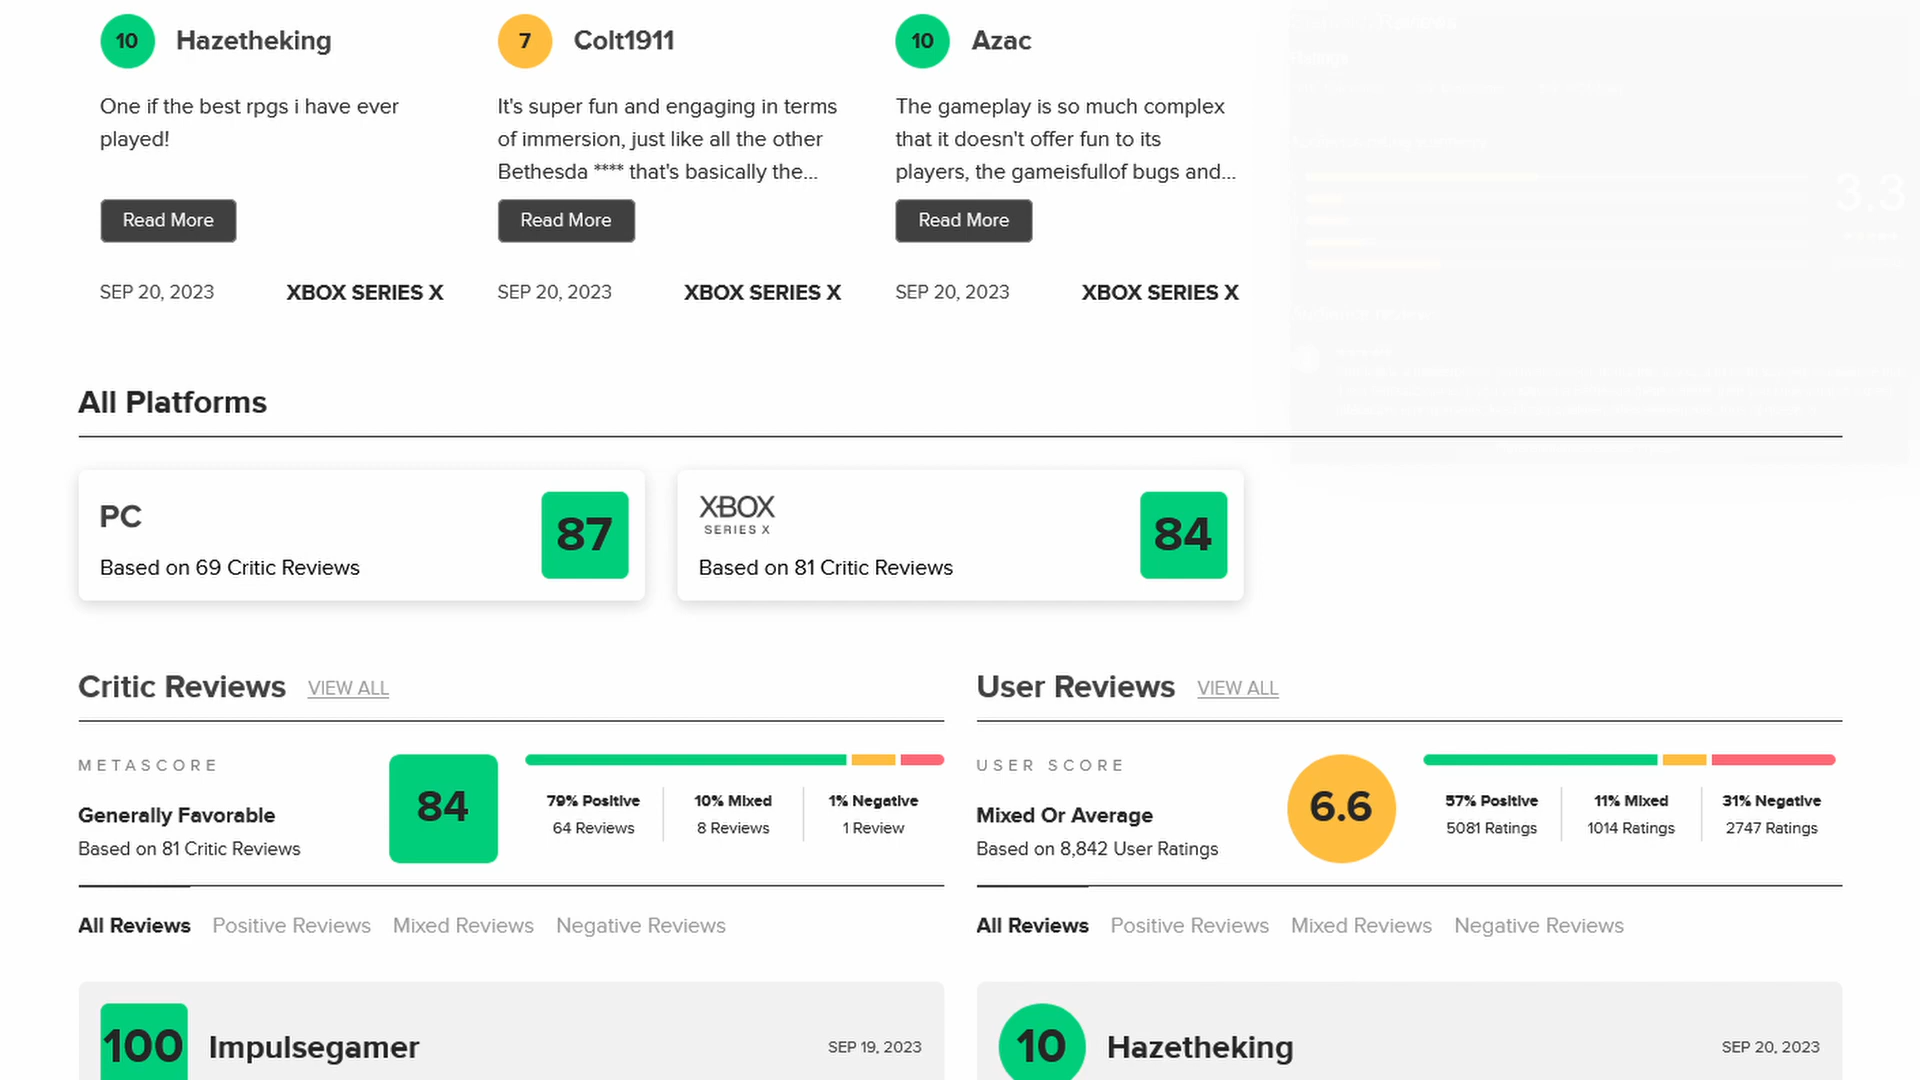 10 Hazetheking
One if the best rpgs i have ever
played!
Read More
SEP 20, 2023 XBOX SERIES X
7 Colt1911
It's super fun and engaging in terms
of immersion, just like all the other
Bethesda **** that's basically the...
Read More
SEP 20, 2023 XBOX SERIES X
10 Azac
The gameplay is so much complex
that it doesn't offer fun to its
players, the gameisfullof bugs and...
Read More
SEP 20, 2023 XBOX SERIES X
Ratings
3.3
All Platforms
PC
Based on 69 Critic Reviews
87
XBOX
SERIES X
Based on 81 Critic Reviews
84
Critic Reviews VIEW ALL
METASCORE
Generally Favorable
Based on 81 Critic Reviews
84
79% Positive
64 Reviews
10% Mixed
8 Reviews
1% Negative
1 Review
All Reviews Positive Reviews Mixed Reviews Negative Reviews
100 Impulsegamer SEP 19, 2023
User Reviews VIEW ALL
USER SCORE
Mixed Or Average
Based on 8,842 User Ratings
6.6
57% Positive
5081 Ratings
11% Mixed
1014 Ratings
31% Negative
2747 Ratings
All Reviews Positive Reviews Mixed Reviews Negative Reviews
10 Hazetheking SEP 20, 2023